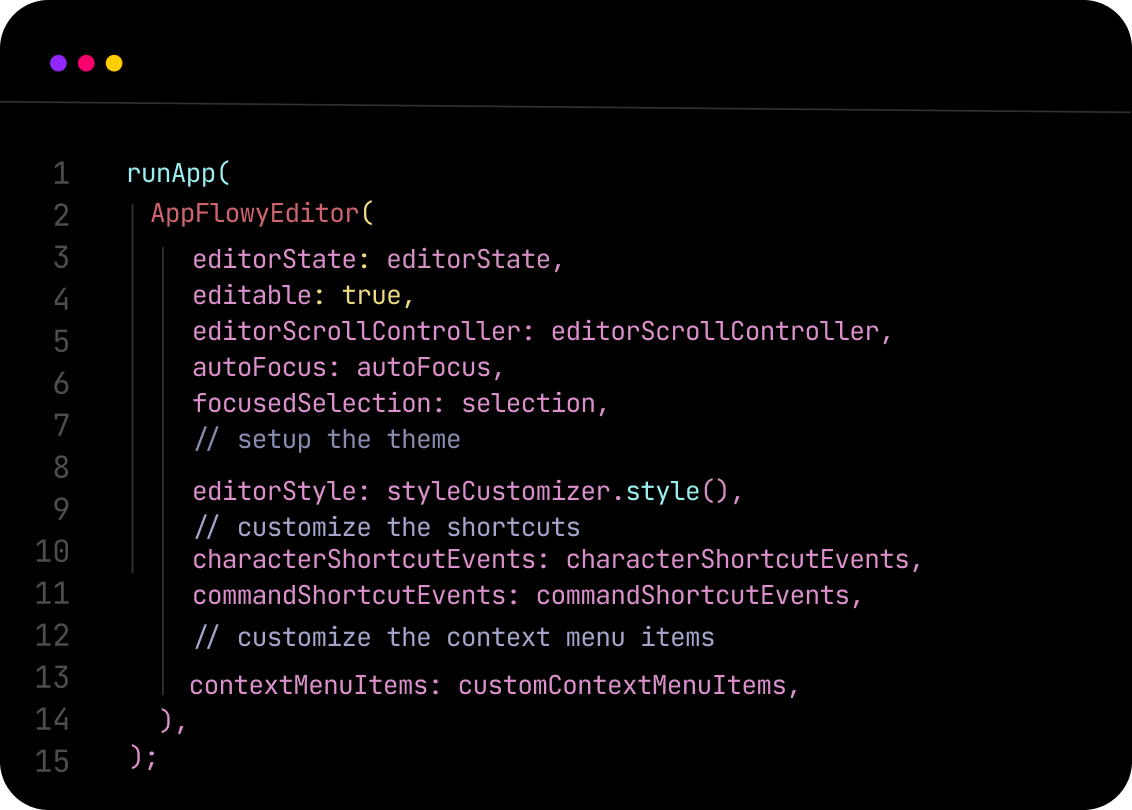 1 runApp(
2 AppFlowyEditor(
3 editorState: editorState,
4 editable: true,
5 editorScrollController: editorScrollController,
6 autoFocus: autoFocus,
7 focusedSelection: selection,
8 // setup the theme
9 editorStyle: styleCustomizer.style(),
10 // customize the shortcuts
11 characterShortcutEvents: characterShortcutEvents,
12 commandShortcutEvents: commandShortcutEvents,
13 // customize the context menu items
14 contextMenuItems: customContextMenuItems,
15 ),
);